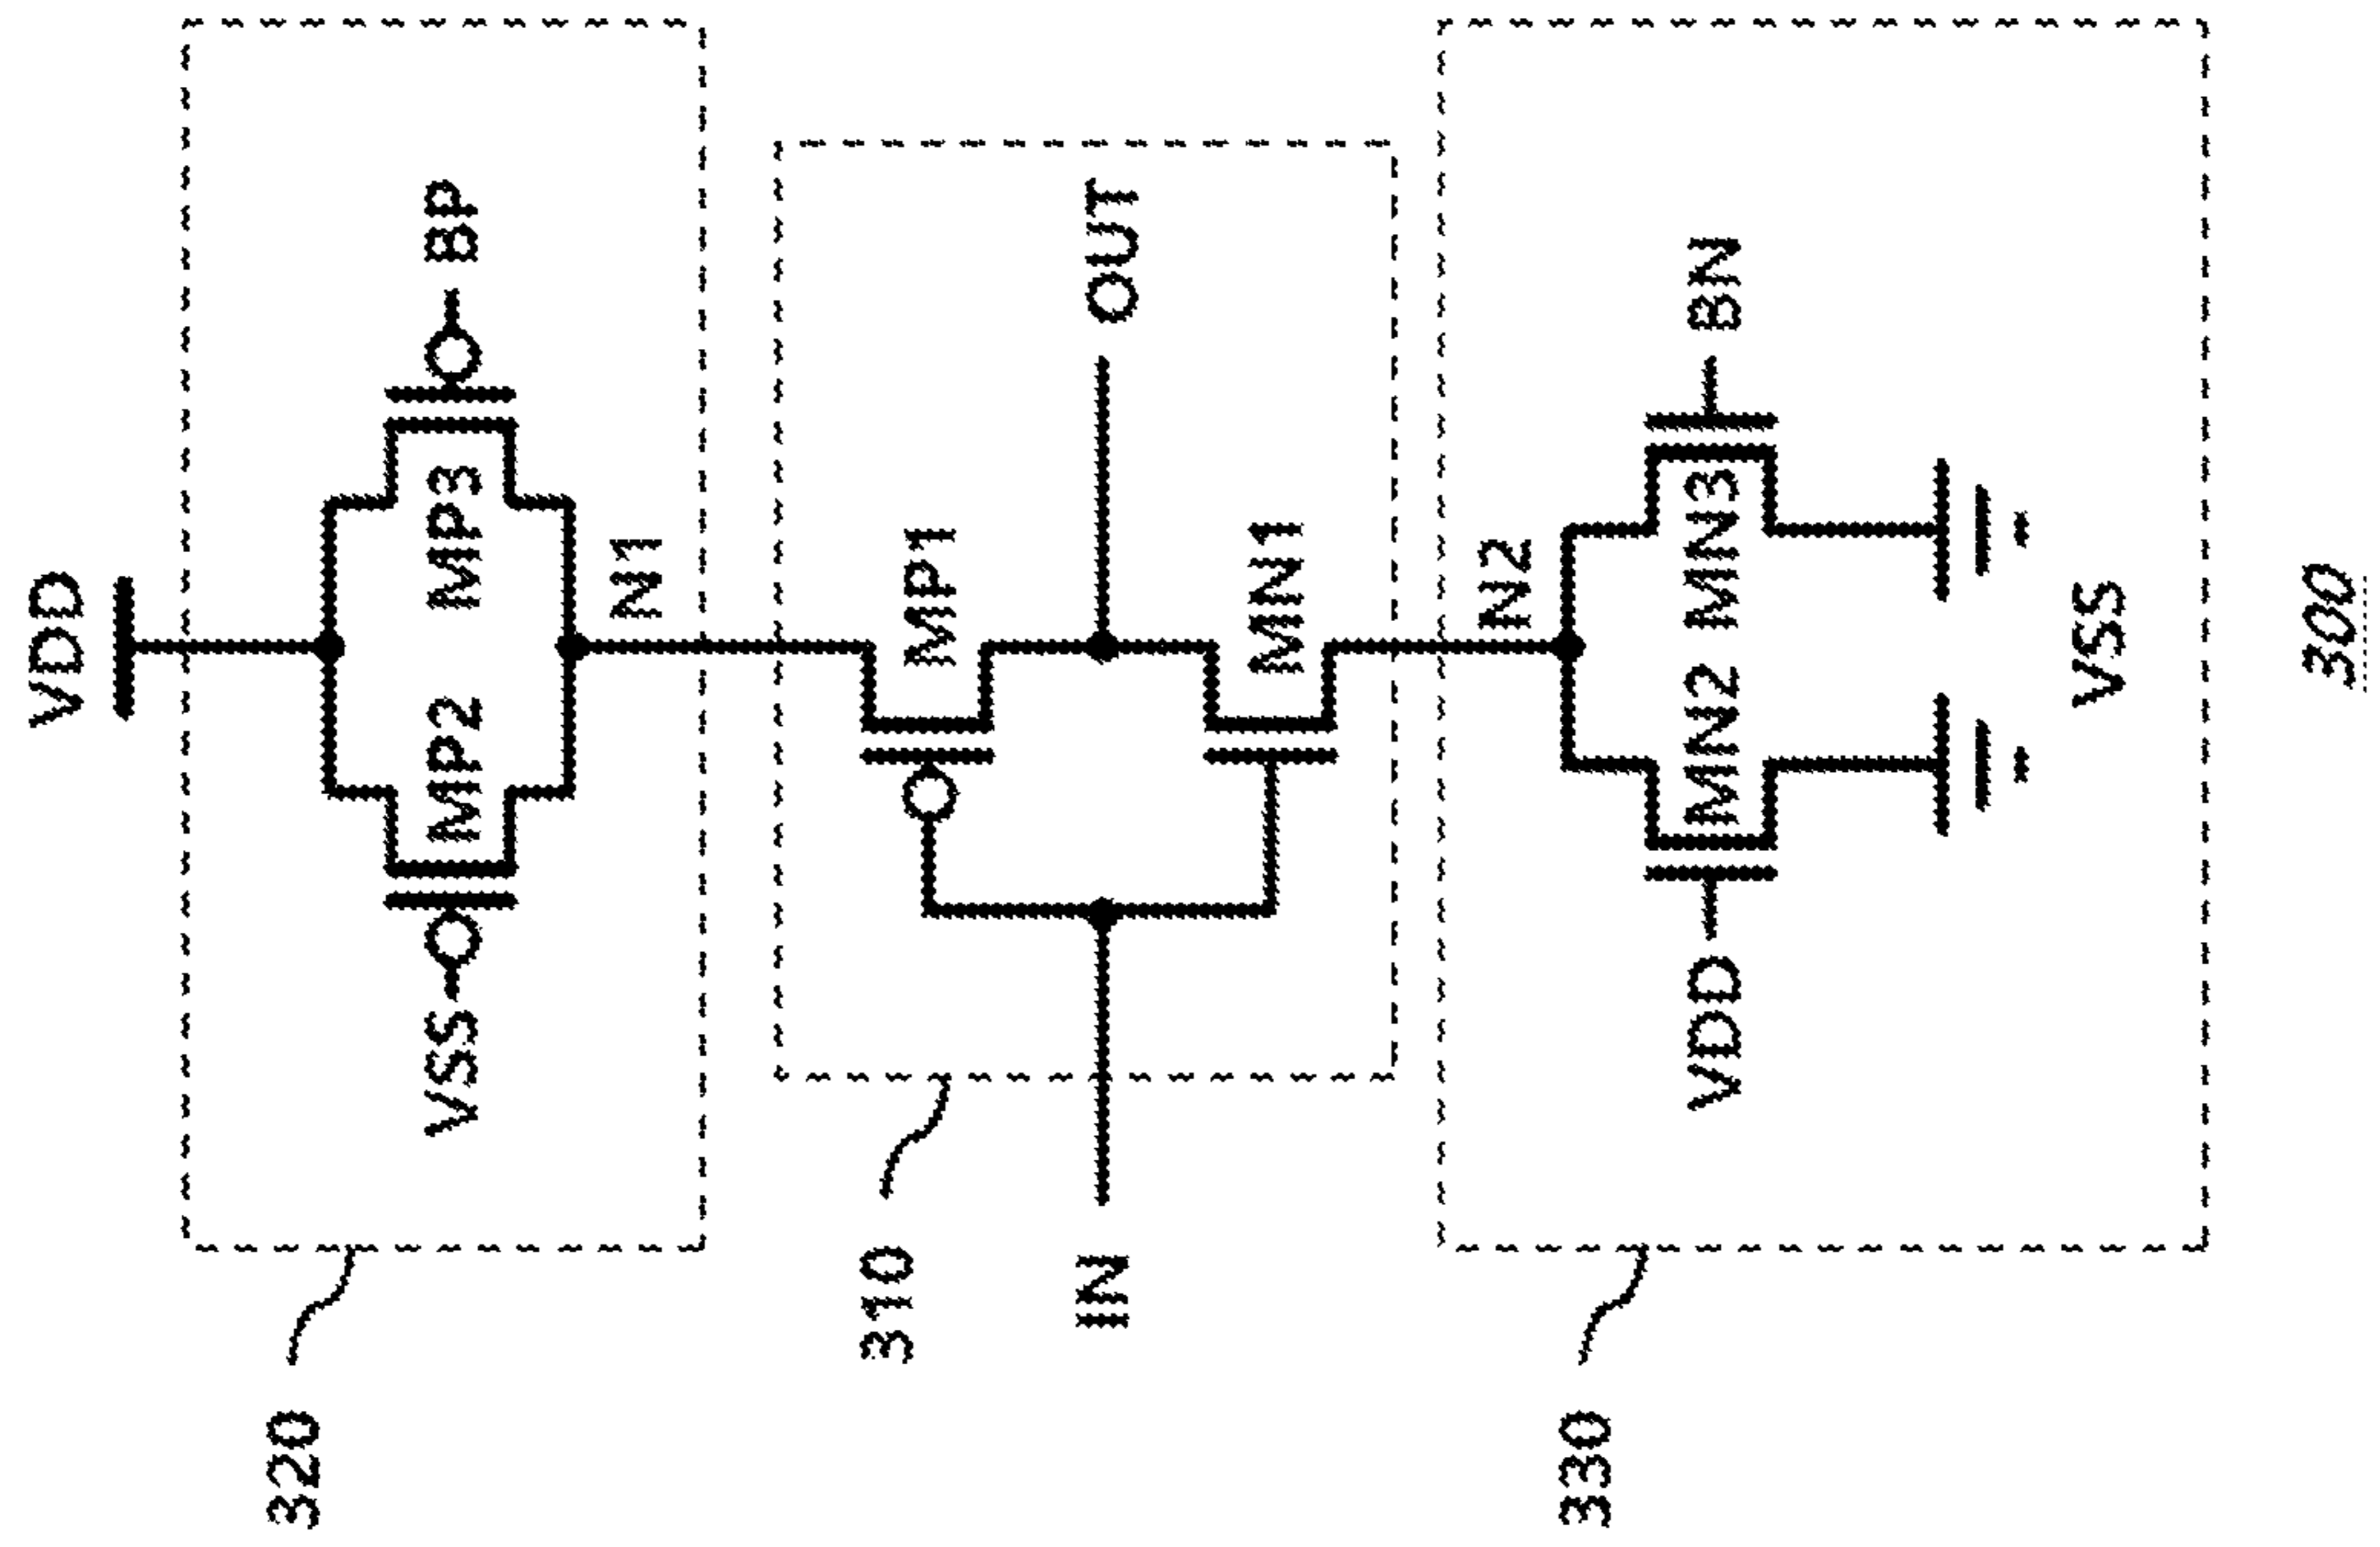 VDD
320
VSS
MP2
MP3
BP
N1
310
MP1
IN
OUT
MN1
N2
330
VDD
MN2
MN3
BN
VSS
300